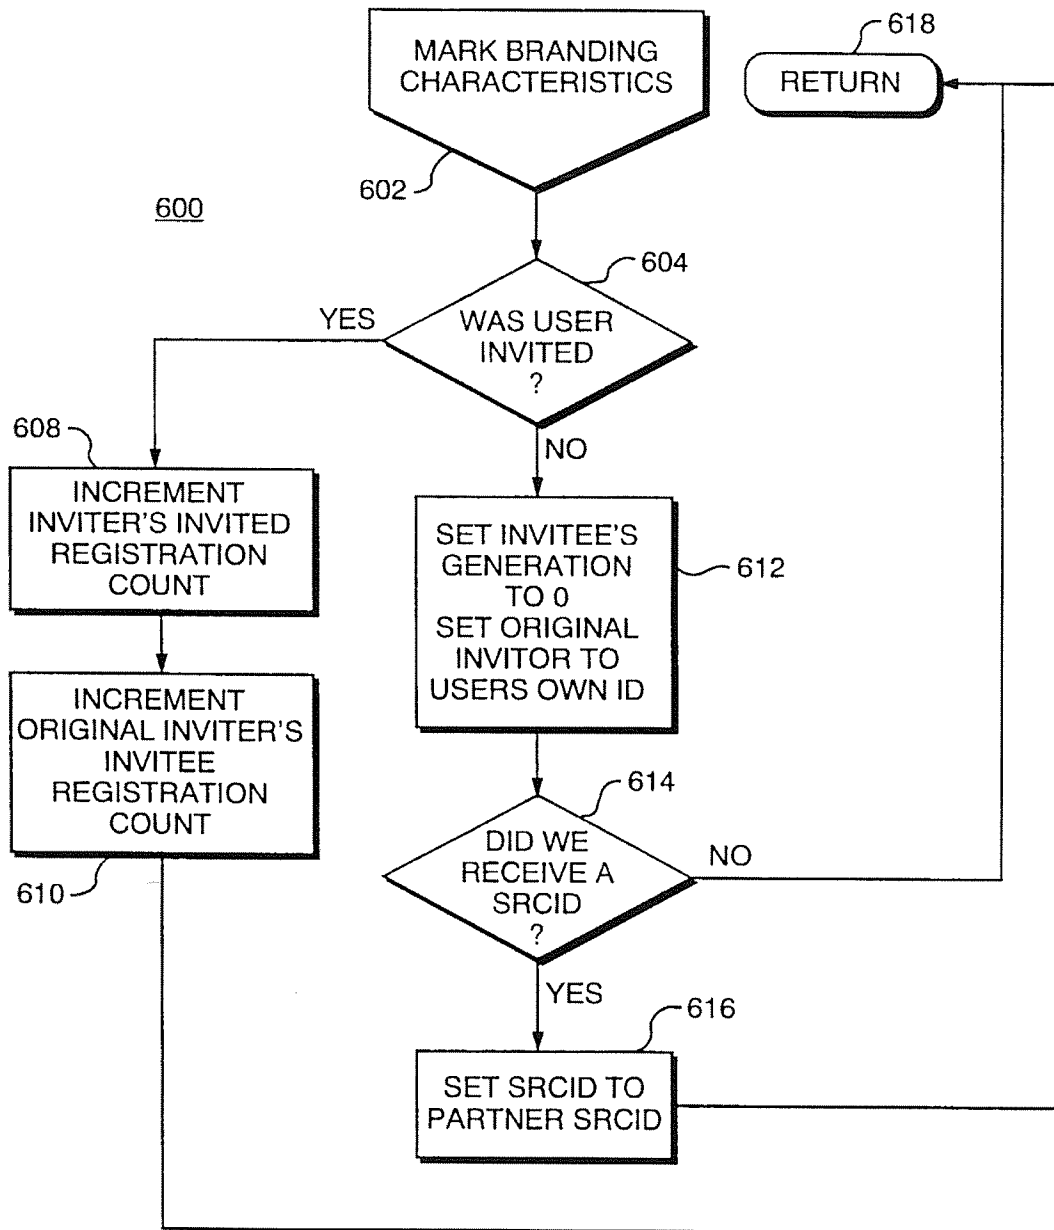 MARK BRANDING
CHARACTERISTICS
602
618
RETURN
600
604
WAS USER
INVITED
?
YES
NO
608
INCREMENT
INVITER'S INVITED
REGISTRATION
COUNT
INCREMENT
ORIGINAL INVITER'S
INVITEE
REGISTRATION
COUNT
610
SET INVITEE'S
GENERATION
TO 0
SET ORIGINAL
INVITOR TO
USERS OWN ID
612
614
DID WE
RECEIVE A
SRCID
?
NO
YES
616
SET SRCID TO
PARTNER SRCID